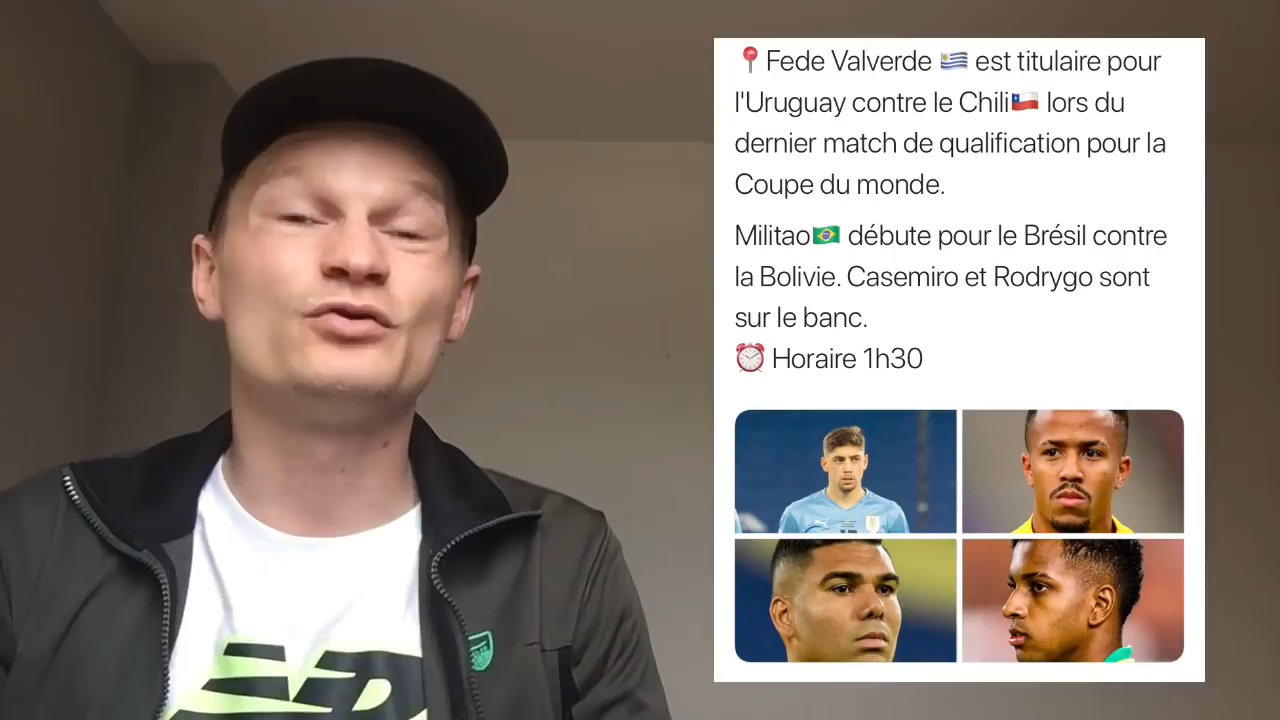 📍Fede Valverde 🇺🇾 est titulaire pour
l'Uruguay contre le Chili🇨🇱 lors du
dernier match de qualification pour la
Coupe du monde.
Militao🇧🇷 débute pour le Brésil contre
la Bolivie. Casemiro et Rodrygo sont
sur le banc.
⏰ Horaire 1h30